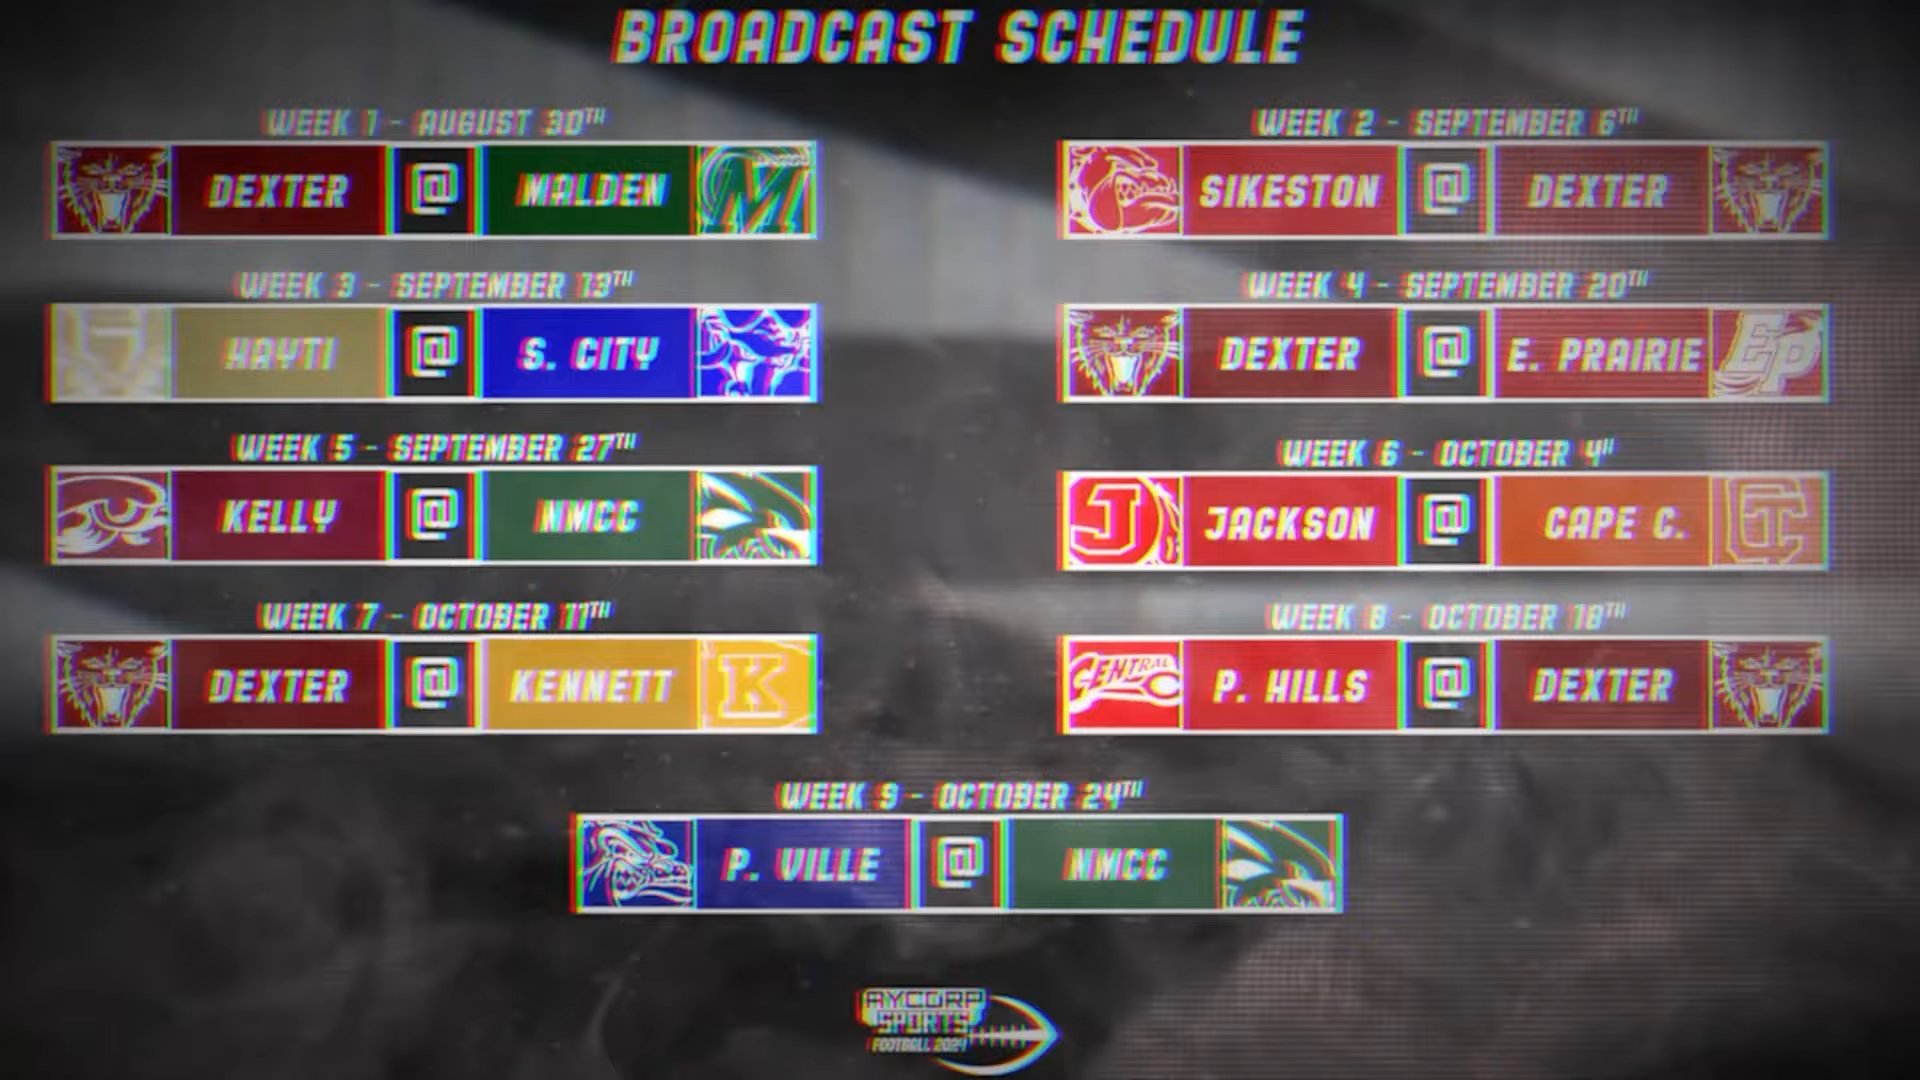 BROADCAST SCHEDULE
WEEK 1 - AUGUST 30TH
DEXTER @ MALDEN M
WEEK 2 - SEPTEMBER 6TH
SIKESTON @ DEXTER
WEEK 3 - SEPTEMBER 13TH
HAYTI @ S. CITY
WEEK 4 - SEPTEMBER 20TH
DEXTER @ E. PRAIRIE EP
WEEK 5 - SEPTEMBER 27TH
KELLY @ NMCC
WEEK 6 - OCTOBER 4H
J JACKSON @ CAPE C. CT
WEEK 7 - OCTOBER 11TH
DEXTER @ KENNETT K
WEEK 8 - OCTOBER 18TH
CENTRAL P. HILLS @ DEXTER
WEEK 9 - OCTOBER 24TH
P. VILLE @ NMCC
AYCORP
SPORTS
FOOTBALL 2024